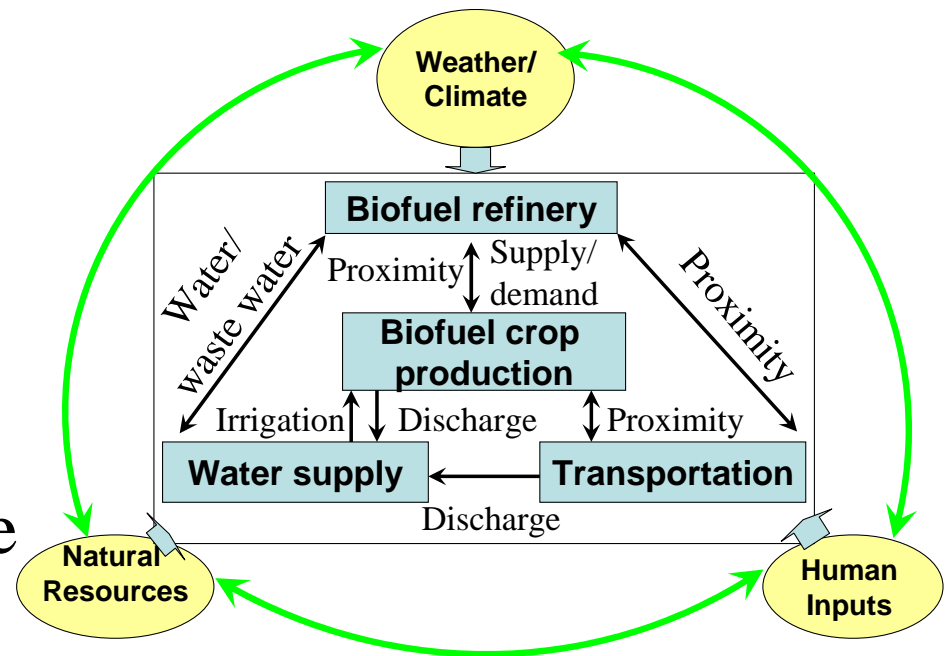 Weather/
Climate
Biofuel refinery
Water/
waste water
Proximity
Supply/
demand
Proximity
Biofuel crop
production
Irrigation
Discharge
Proximity
Water supply
Transportation
Discharge
e
Natural
Resources
Human
Inputs